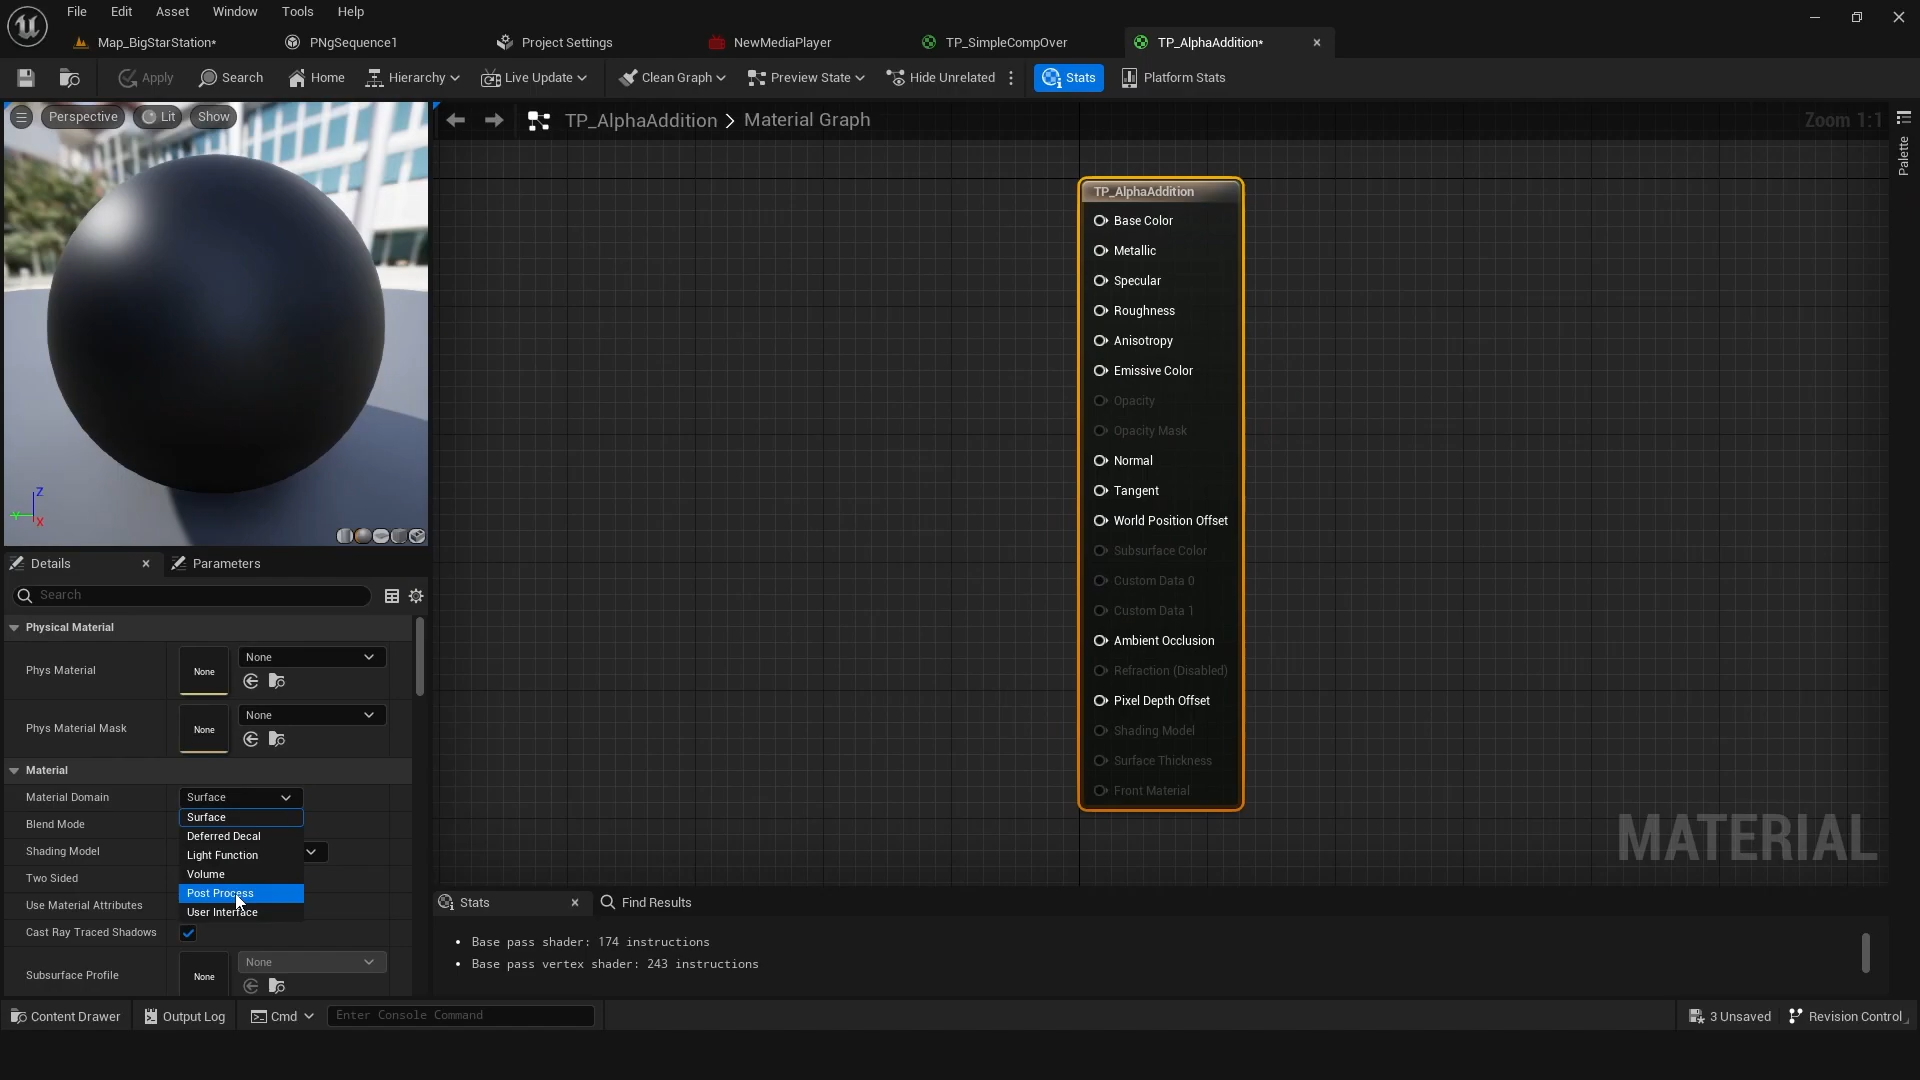 File Edit Asset Window Tools Help
Map_BigStarStation* PNgSequence1 Project Settings NewMediaPlayer TP_SimpleCompOver TP_AlphaAddition*
Apply Search Home Hierarchy Live Update Clean Graph Preview State Hide Unrelated Stats Platform Stats
Perspective Lit Show
TP_AlphaAddition > Material Graph
Zoom 1:1
Palette
TP_AlphaAddition
Base Color
Metallic
Specular
Roughness
Anisotropy
Emissive Color
Opacity
Opacity Mask
Normal
Tangent
World Position Offset
Subsurface Color
Custom Data 0
Custom Data 1
Ambient Occlusion
Refraction (Disabled)
Pixel Depth Offset
Shading Model
Surface Thickness
Front Material
MATERIAL
Z
Y
X
Details Parameters
Search
Physical Material
Phys Material None None
Phys Material Mask None None
Material
Material Domain Surface
Surface
Blend Mode
Deferred Decal
Shading Model
Light Function
Volume
Two Sided
Post Process
Use Material Attributes
User Interface
Cast Ray Traced Shadows
Subsurface Profile None None
Stats Find Results
• Base pass shader: 174 instructions
• Base pass vertex shader: 243 instructions
Content Drawer Output Log Cmd Enter Console Command 3 Unsaved Revision Control